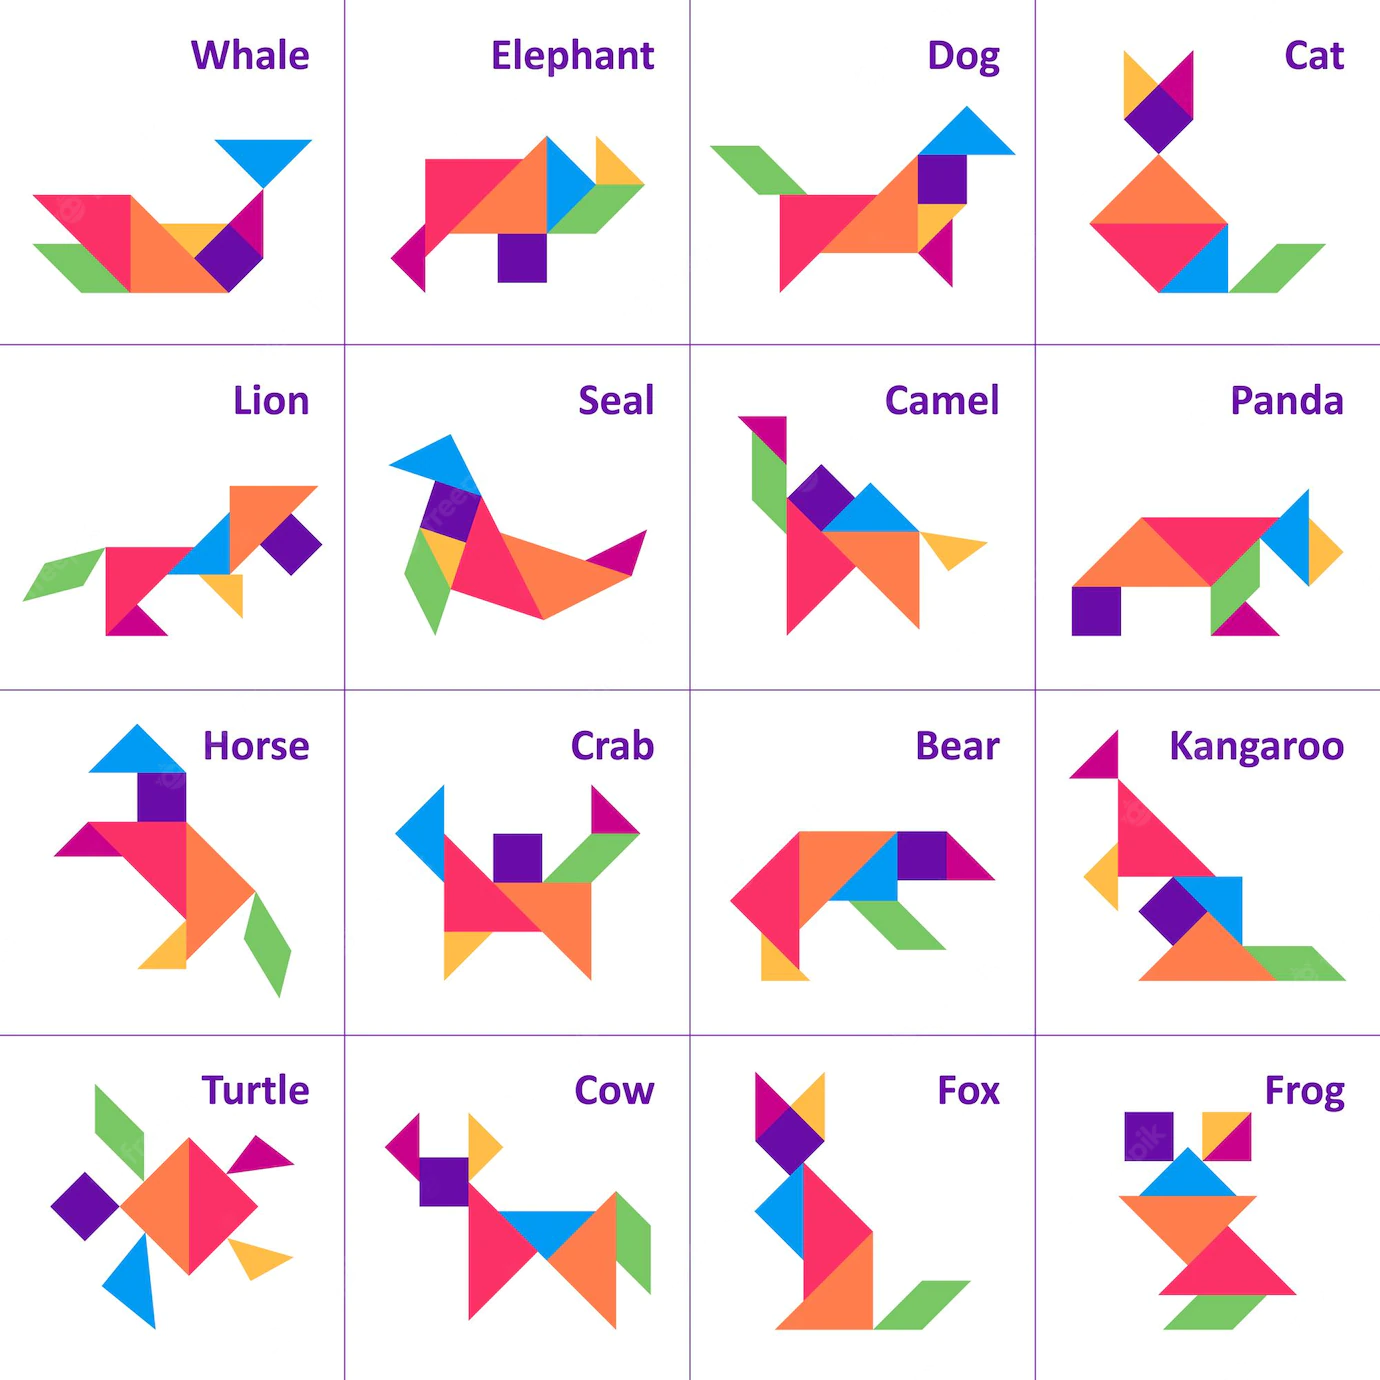 Whale
Elephant
Dog
Cat
Lion
Seal
Camel
Panda
Horse
Crab
Bear
Kangaroo
Turtle
Cow
Fox
Frog